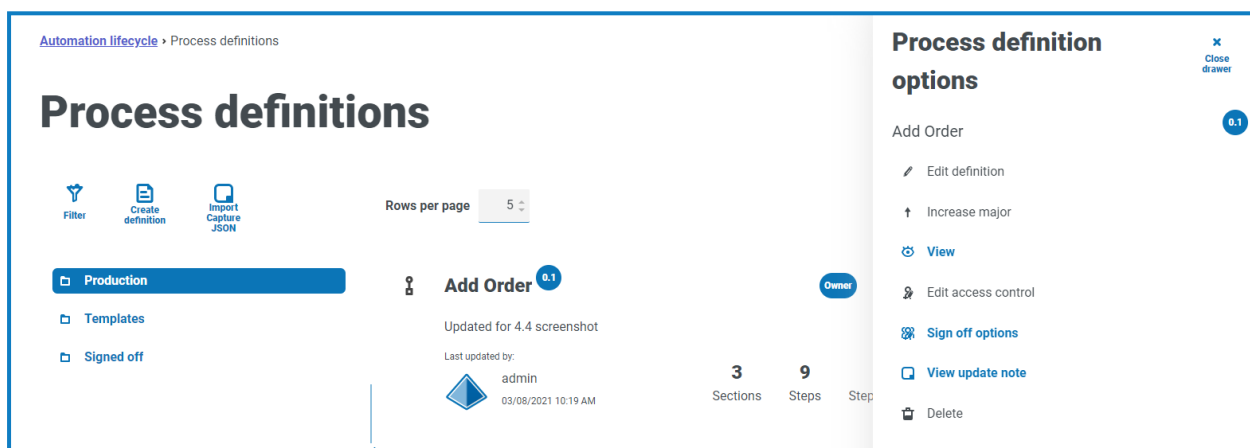 Automation lifecycle › Process definitions
Process definitions
Filter
Create
definition
Import
Capture
JSON
Rows per page 5
Production
Templates
Signed off
Add Order 0.1 Owner
Updated for 4.4 screenshot
Last updated by:
admin
03/08/2021 10:19 AM
3 9
Sections Steps Step
Process definition
options
Close
drawer
Add Order 0.1
Edit definition
Increase major
View
Edit access control
Sign off options
View update note
Delete